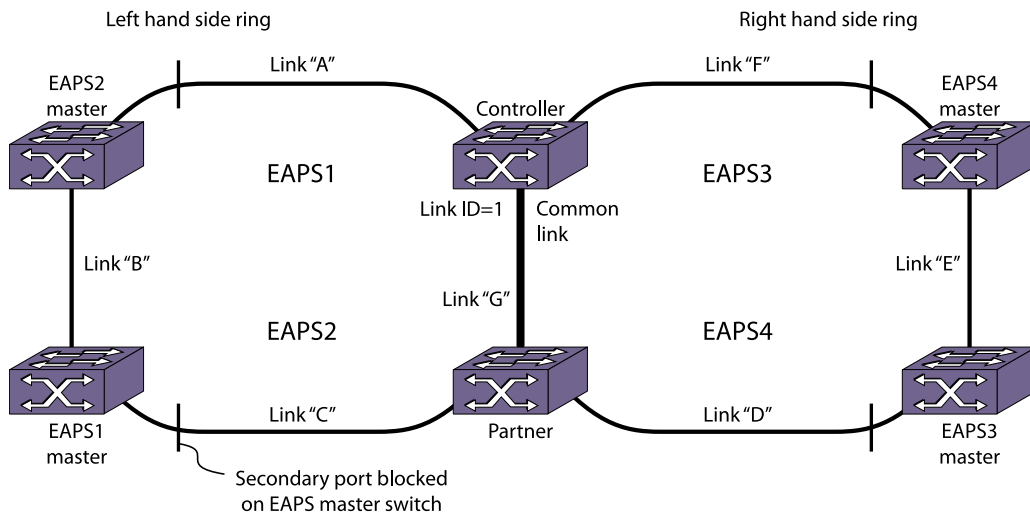 Left hand side ring
Right hand side ring
Link “A”
Link “F”
EAPS2
master
Controller
EAPS4
master
EAPS1
EAPS3
Link ID=1
Common
link
Link “B”
Link “E”
Link “G”
EAPS2
EAPS4
Link “C”
Link “D”
EAPS1
master
Partner
EAPS3
master
Secondary port blocked
on EAPS master switch